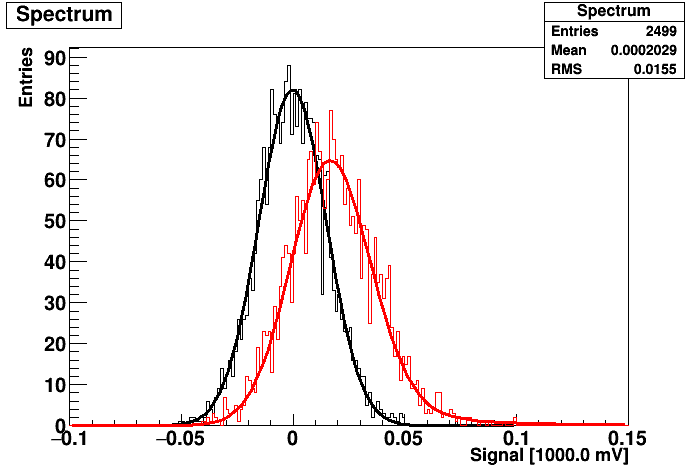 Spectrum
Spectrum
Entries 2499
Mean 0.0002029
RMS 0.0155
Entries
90
80
70
60
50
40
30
20
10
0
−0.1 −0.05 0 0.05 0.1 0.15
Signal [1000.0 mV]